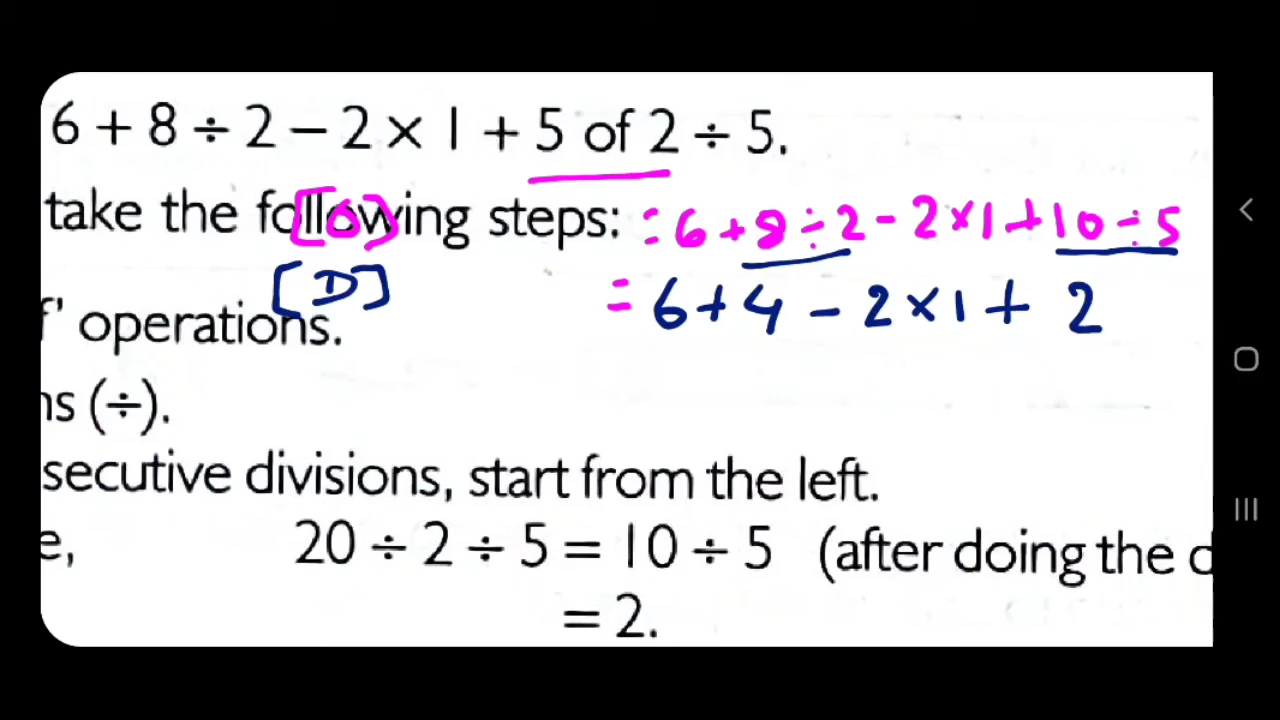 6 + 8 ÷ 2 – 2 × 1 + 5 of 2 ÷ 5.
take the following steps: = 6 + 8 ÷ 2 - 2 × 1 + 10 ÷ 5
[O]
[D] = 6 + 4 - 2 × 1 + 2
f' operations.
ns (÷).
secutive divisions, start from the left.
e, 20 ÷ 2 ÷ 5 = 10 ÷ 5 (after doing the d
= 2.